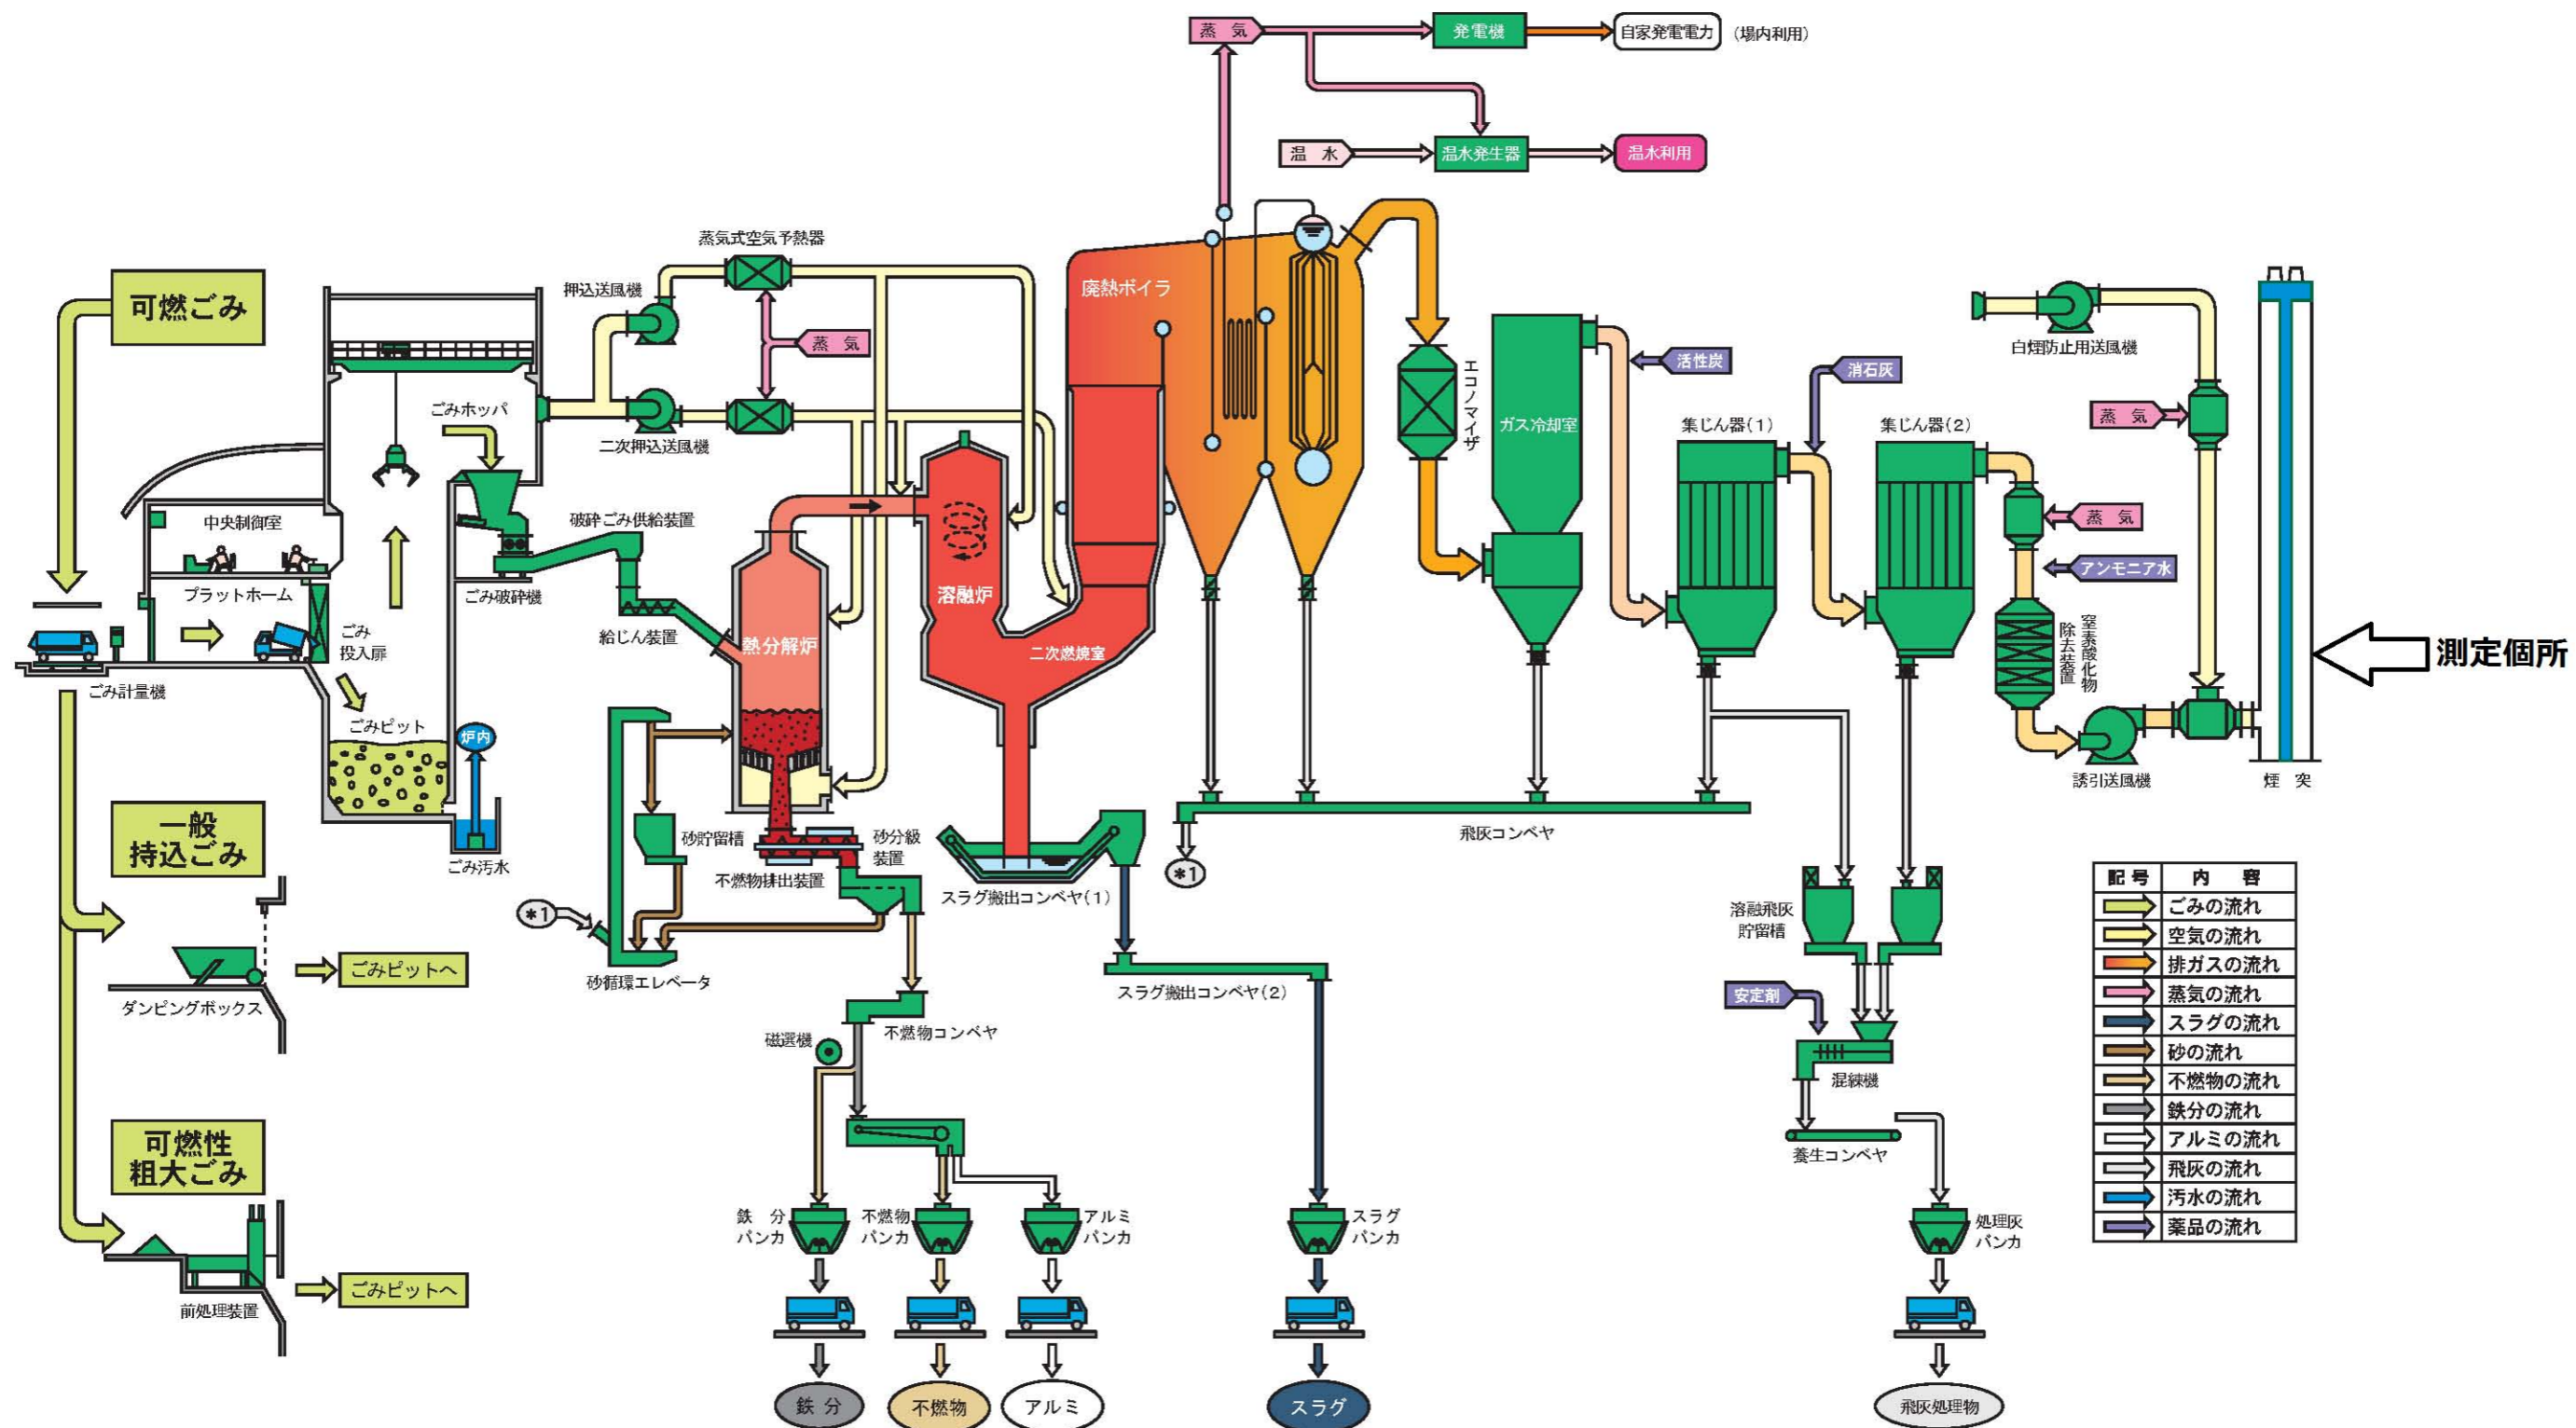 蒸 気
発電機
自家発電電力
(場内利用)
温 水
温水発生器
温水利用
可燃ごみ
蒸気式空気予熱器
押込送風機
蒸 気
二次押込送風機
ごみホッパ
廃熱ボイラ
エコノマイザ
ガス冷却室
活性炭
消石灰
集じん器(1)
集じん器(2)
白煙防止用送風機
蒸 気
蒸 気
アンモニア水
窒素酸化物
除去装置
誘引送風機
煙 突
測定個所
中央制御室
プラットホーム
ごみ
投入扉
ごみ計量機
ごみピット
炉内
ごみ汚水
破砕ごみ供給装置
ごみ破砕機
給じん装置
熱分解炉
溶融炉
二次燃焼室
一般
持込ごみ
ダンピングボックス
ごみピットへ
可燃性
粗大ごみ
前処理装置
ごみピットへ
砂貯留槽
砂分級
装置
不燃物排出装置
*1
砂循環エレベータ
スラグ搬出コンベヤ(1)
スラグ搬出コンベヤ(2)
*1
飛灰コンベヤ
不燃物コンベヤ
磁選機
溶融飛灰
貯留槽
安定剤
混練機
養生コンベヤ
鉄 分
バンカ
不燃物
バンカ
アルミ
バンカ
スラグ
バンカ
処理灰
バンカ
鉄 分
不燃物
アルミ
スラグ
飛灰処理物
記 号 内 容
ごみの流れ
空気の流れ
排ガスの流れ
蒸気の流れ
スラグの流れ
砂の流れ
不燃物の流れ
鉄分の流れ
アルミの流れ
飛灰の流れ
汚水の流れ
薬品の流れ